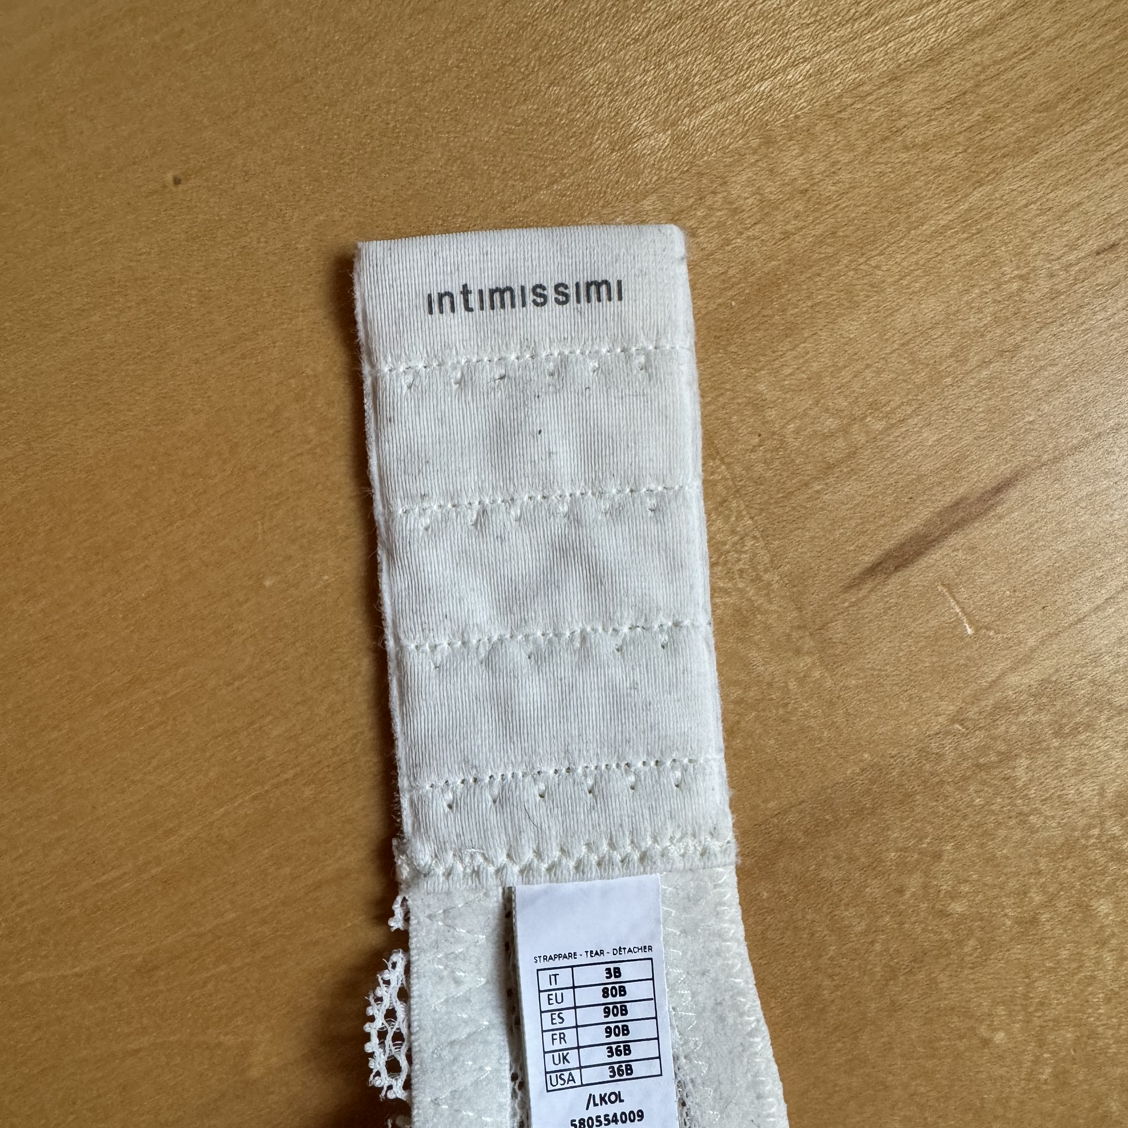 intimissimi
STRAPPARE - TEAR - DÉTACHER
IT 3B
EU 80B
ES 90B
FR 90B
UK 36B
USA 36B
/LKOL
580554009